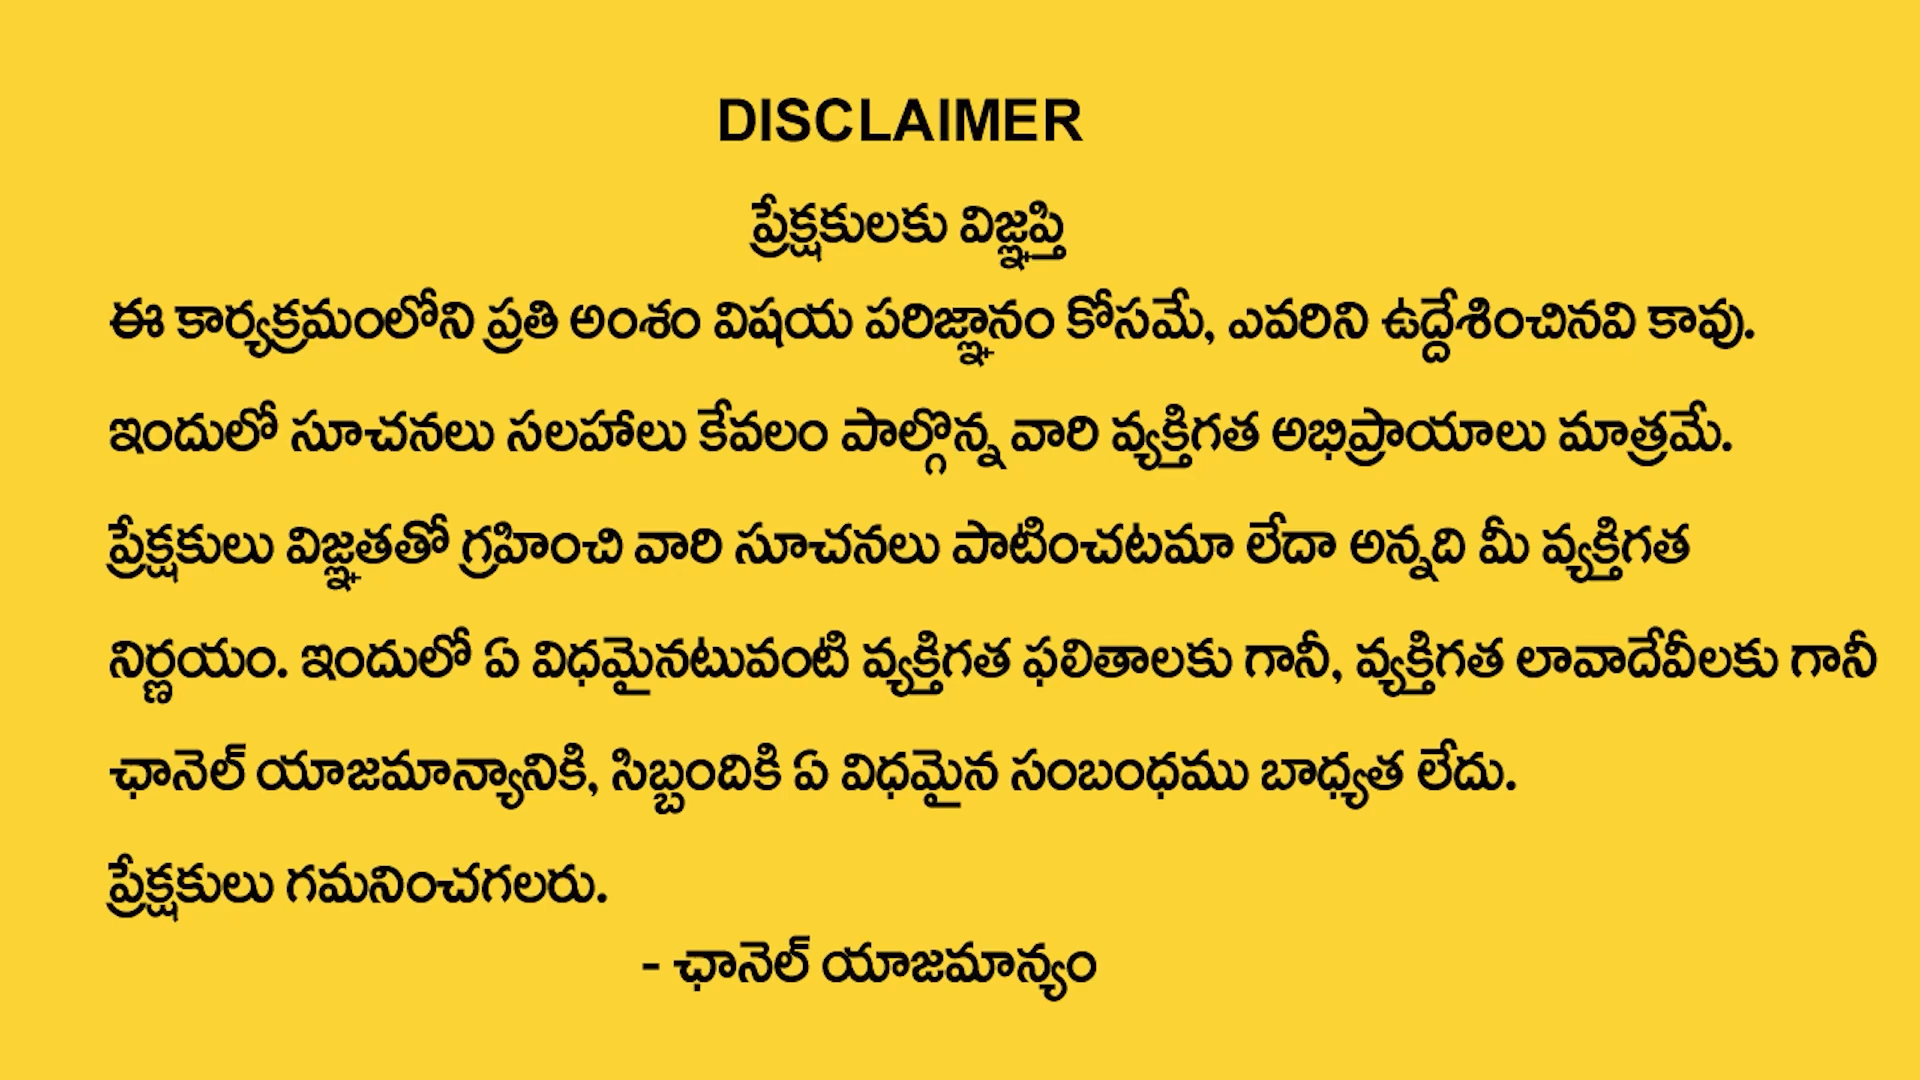 DISCLAIMER
ప్రేక్షకులకు విజ్ఞప్తి
ఈ కార్యక్రమంలోని ప్రతి అంశం విషయ పరిజ్ఞానం కోసమే, ఎవరిని ఉద్దేశించినవి కావు.
ఇందులో సూచనలు సలహాలు కేవలం పాల్గొన్న వారి వ్యక్తిగత అభిప్రాయాలు మాత్రమే.
ప్రేక్షకులు విజ్ఞతతో గ్రహించి వారి సూచనలు పాటించటమా లేదా అన్నది మీ వ్యక్తిగత
నిర్ణయం. ఇందులో ఏ విధమైనటువంటి వ్యక్తిగత ఫలితాలకు గానీ, వ్యక్తిగత లావాదేవీలకు గానీ
ఛానెల్ యాజమాన్యానికి, సిబ్బందికి ఏ విధమైన సంబంధము బాధ్యత లేదు.
ప్రేక్షకులు గమనించగలరు.
- ఛానెల్ యాజమాన్యం